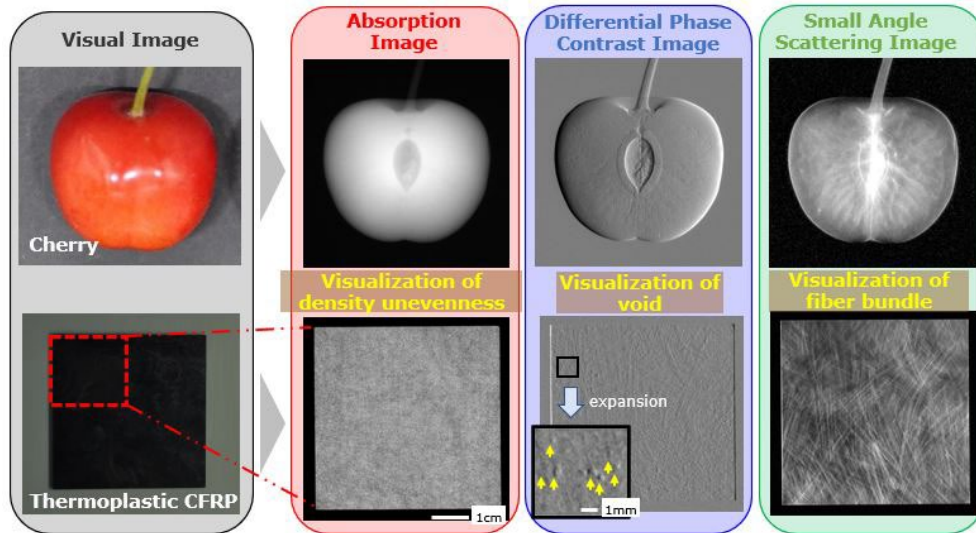 Visual Image
Absorption
Image
Differential Phase
Contrast Image
Small Angle
Scattering Image
Cherry
Visualization of
density unevenness
Visualization of
void
Visualization of
fiber bundle
expansion
Thermoplastic CFRP
1cm
1mm